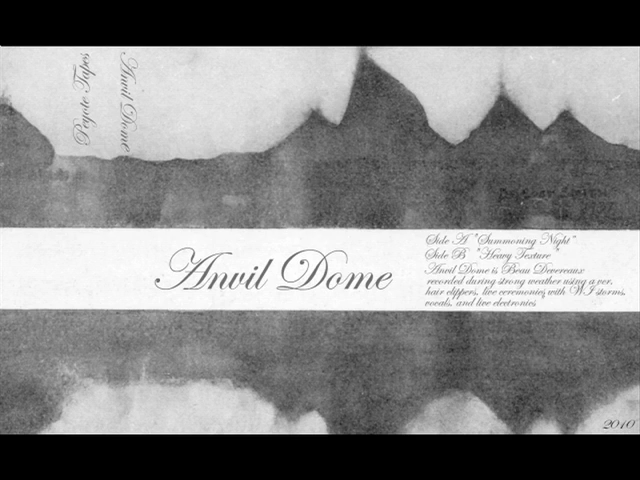 Peyote Tapes
Anvil Dome
Anvil Dome
Side A "Summoning Night"
Side B "Heavy Texture"
Anvil Dome is Beau Devereaux
recorded during strong weather using a vcr,
hair clippers, live ceremonies with WI storms,
vocals, and live electronics
2010